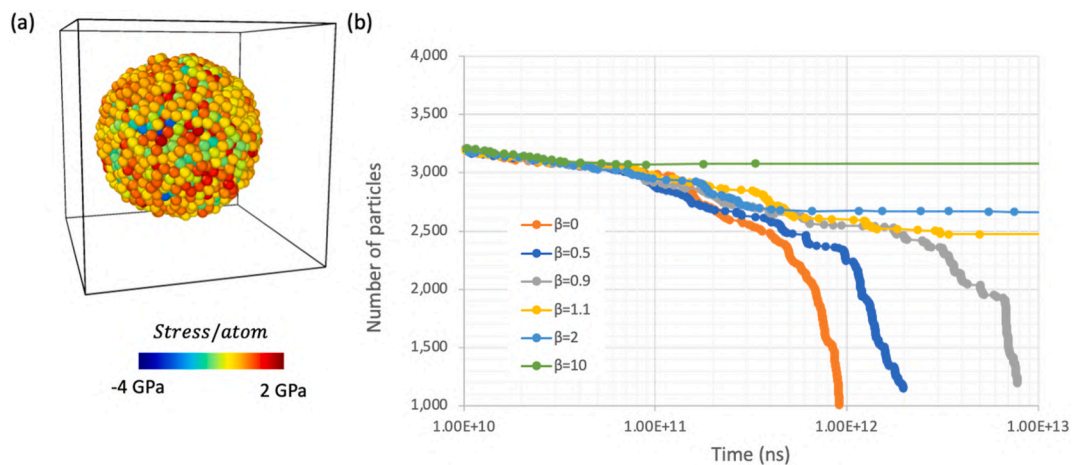 (a)
Stress/atom
-4 GPa
2 GPa
(b)
Number of particles
4,000
3,500
3,000
2,500
2,000
1,500
1,000
β=0
β=0.5
β=0.9
β=1.1
β=2
β=10
1.00E+10
1.00E+11
1.00E+12
1.00E+13
Time (ns)